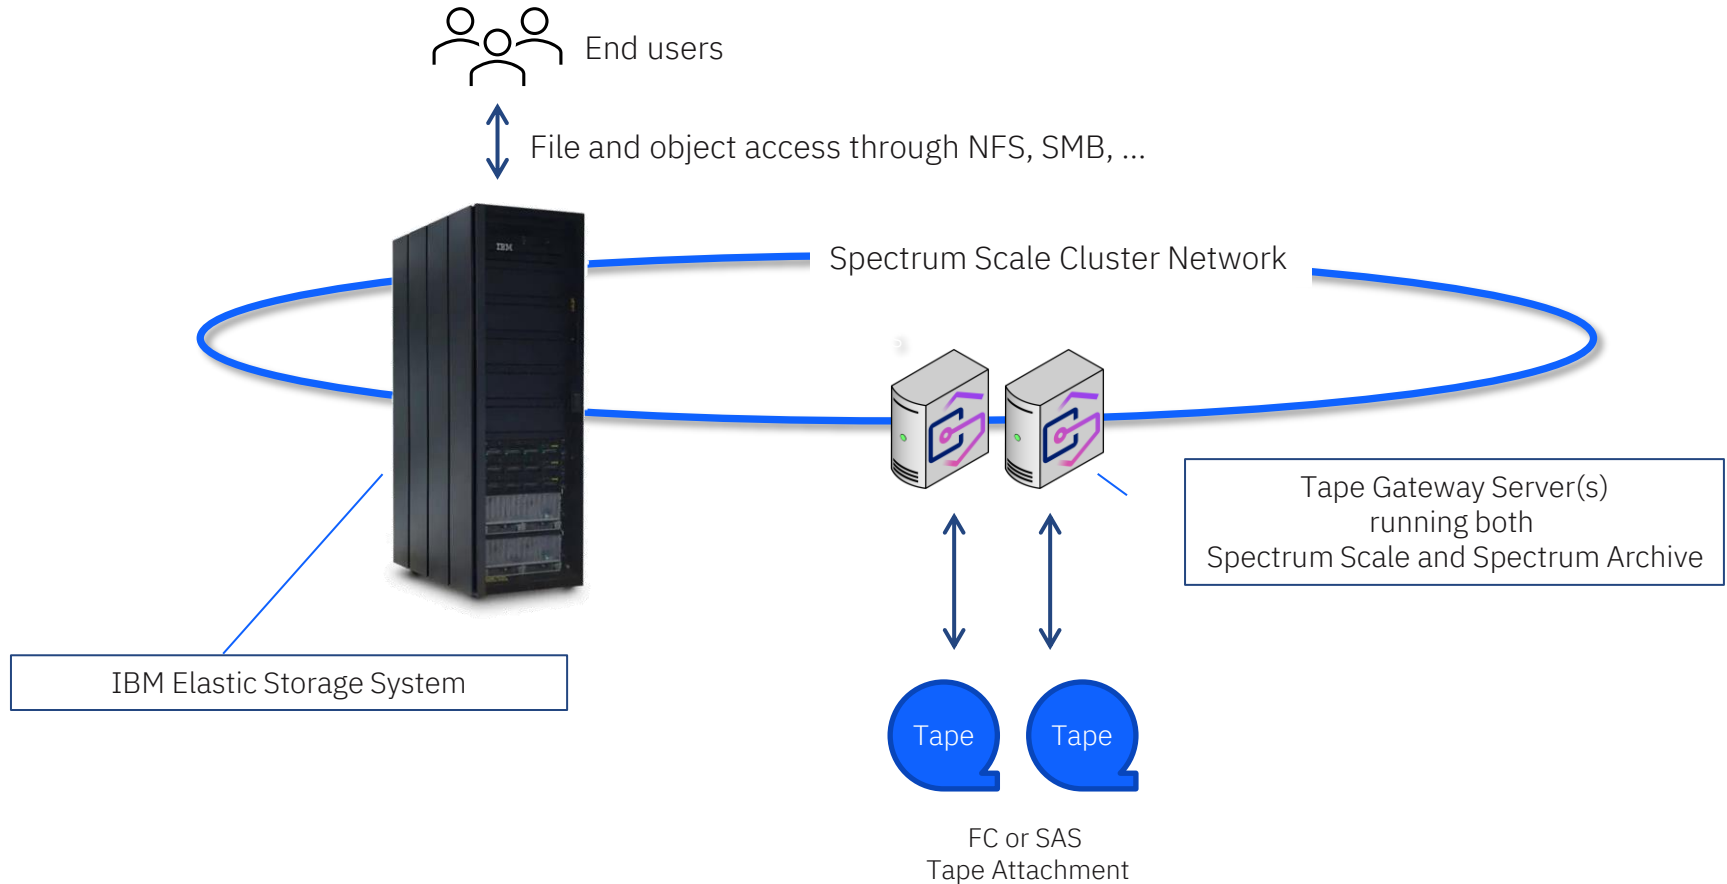 End users
File and object access through NFS, SMB, ...
IBM
Spectrum Scale Cluster Network
Tape Gateway Server(s)
running both
Spectrum Scale and Spectrum Archive
IBM Elastic Storage System
Tape
Tape
FC or SAS
Tape Attachment